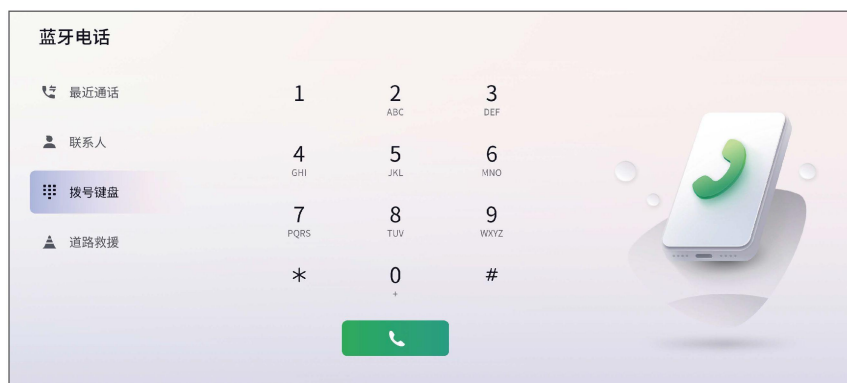 蓝牙电话
最近通话
联系人
拨号键盘
道路救援
1 2 3
ABC DEF
4 5 6
GHI JKL MNO
7 8 9
PQRS TUV WXYZ
* 0 #
+